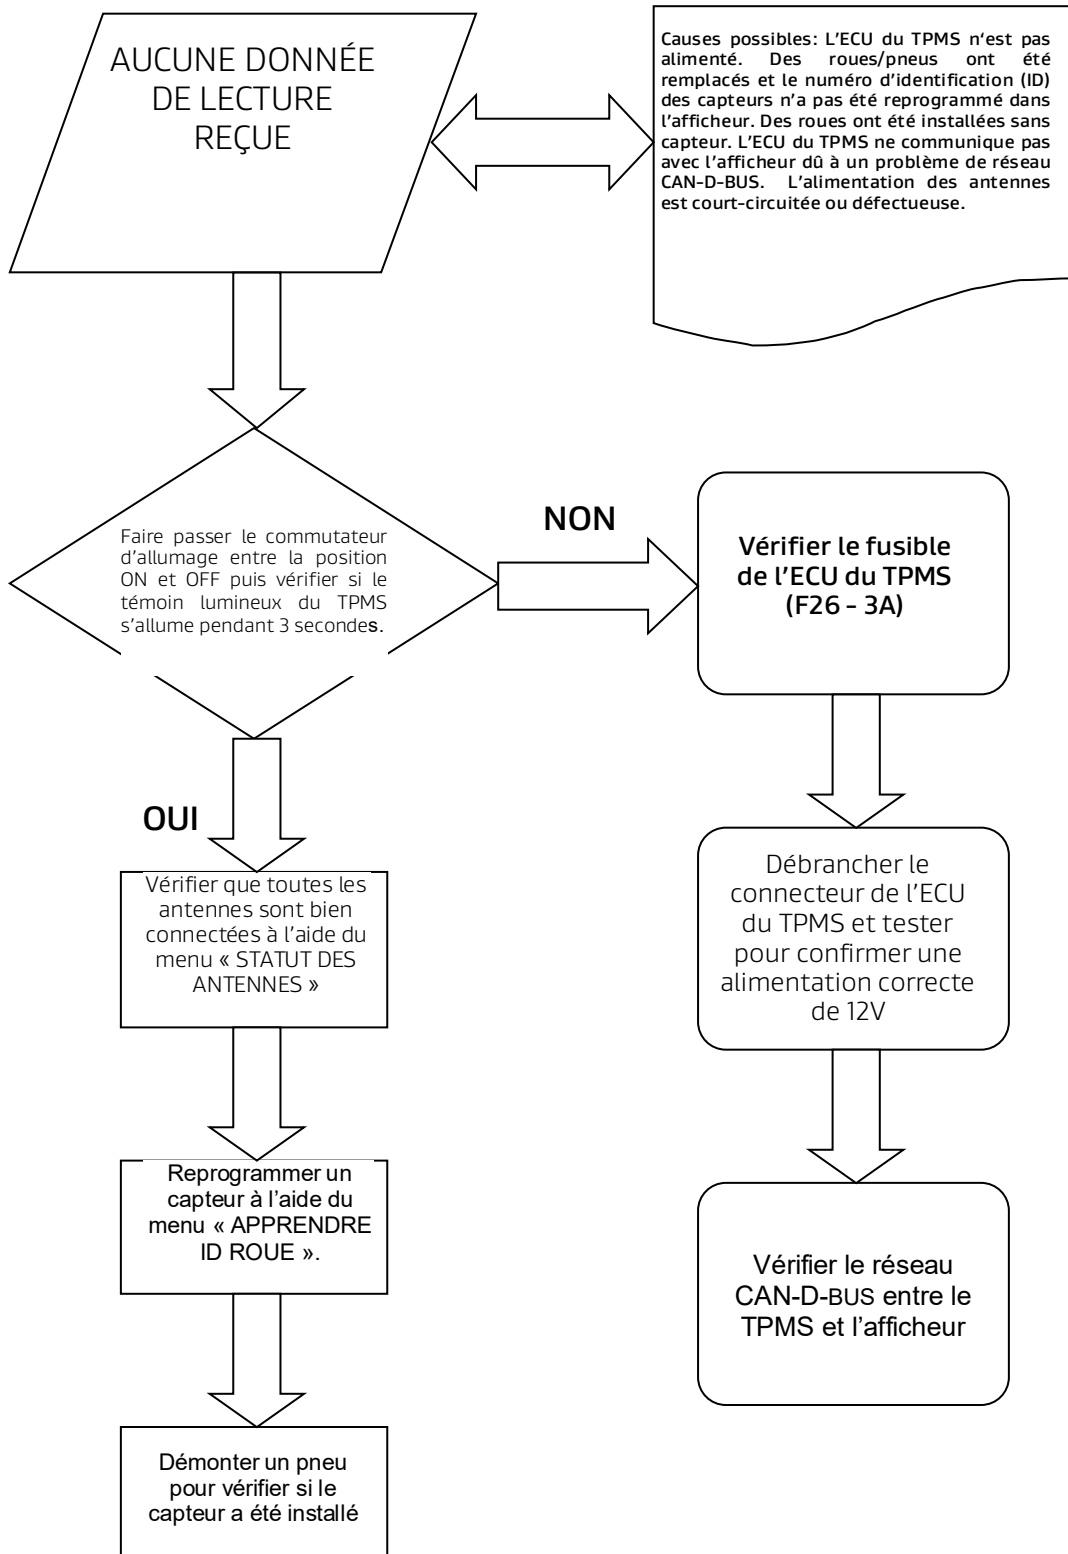 AUCUNE DONNÉE
DE LECTURE
REÇUE
Causes possibles: L'ECU du TPMS n'est pas
alimenté. Des roues/pneus ont été
remplacés et le numéro d'identification (ID)
des capteurs n'a pas été reprogrammé dans
l'afficheur. Des roues ont été installées sans
capteur. L'ECU du TPMS ne communique pas
avec l'afficheur dû à un problème de réseau
CAN-D-BUS. L'alimentation des antennes
est court-circuitée ou défectueuse.
Faire passer le commutateur
d'allumage entre la position
ON et OFF puis vérifier si le
témoin lumineux du TPMS
s'allume pendant 3 secondes.
NON
Vérifier le fusible
de l'ECU du TPMS
(F26 - 3A)
OUI
Vérifier que toutes les
antennes sont bien
connectées à l'aide du
menu « STATUT DES
ANTENNES »
Débrancher le
connecteur de l'ECU
du TPMS et tester
pour confirmer une
alimentation correcte
de 12V
Reprogrammer un
capteur à l'aide du
menu « APPRENDRE
ID ROUE ».
Vérifier le réseau
CAN-D-BUS entre le
TPMS et l'afficheur
Démonter un pneu
pour vérifier si le
capteur a été installé